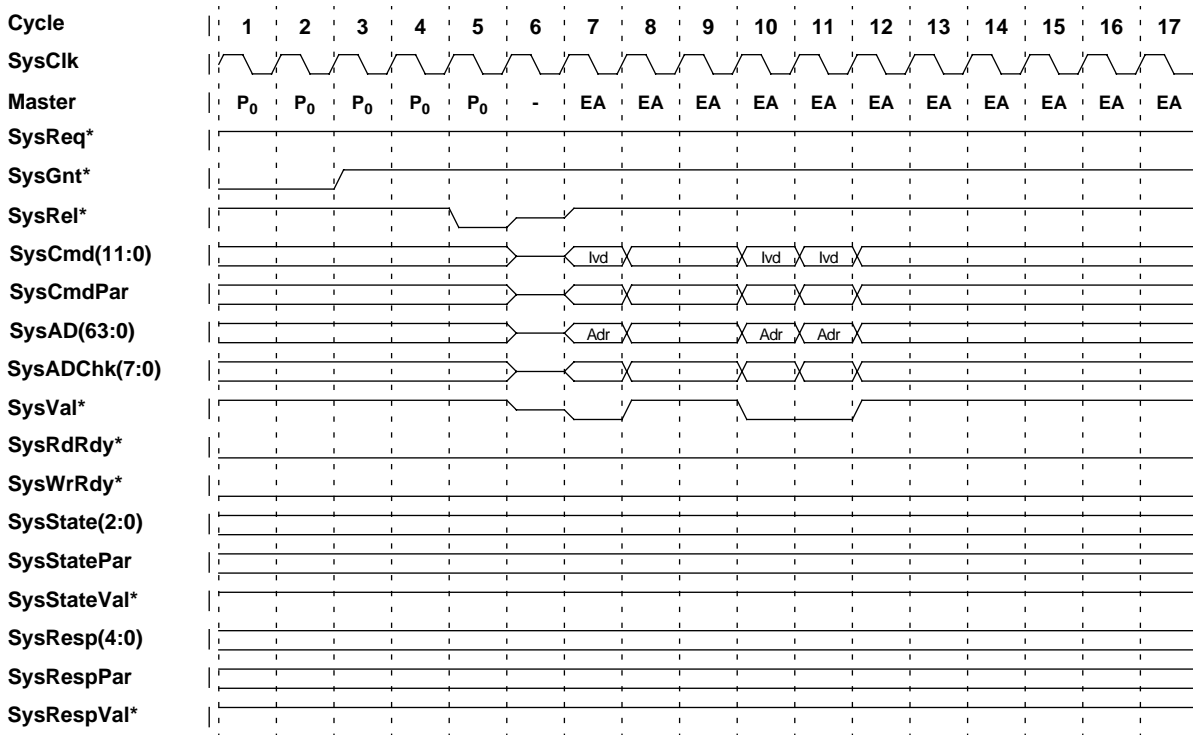 Cycle 1 2 3 4 5 6 7 8 9 10 11 12 13 14 15 16 17
SysClk
Master P0 P0 P0 P0 P0 - EA EA EA EA EA EA EA EA EA EA EA
SysReq*
SysGnt*
SysRel*
SysCmd(11:0) Ivd Ivd Ivd
SysCmdPar
SysAD(63:0) Adr Adr Adr
SysADChk(7:0)
SysVal*
SysRdRdy*
SysWrRdy*
SysState(2:0)
SysStatePar
SysStateVal*
SysResp(4:0)
SysRespPar
SysRespVal*